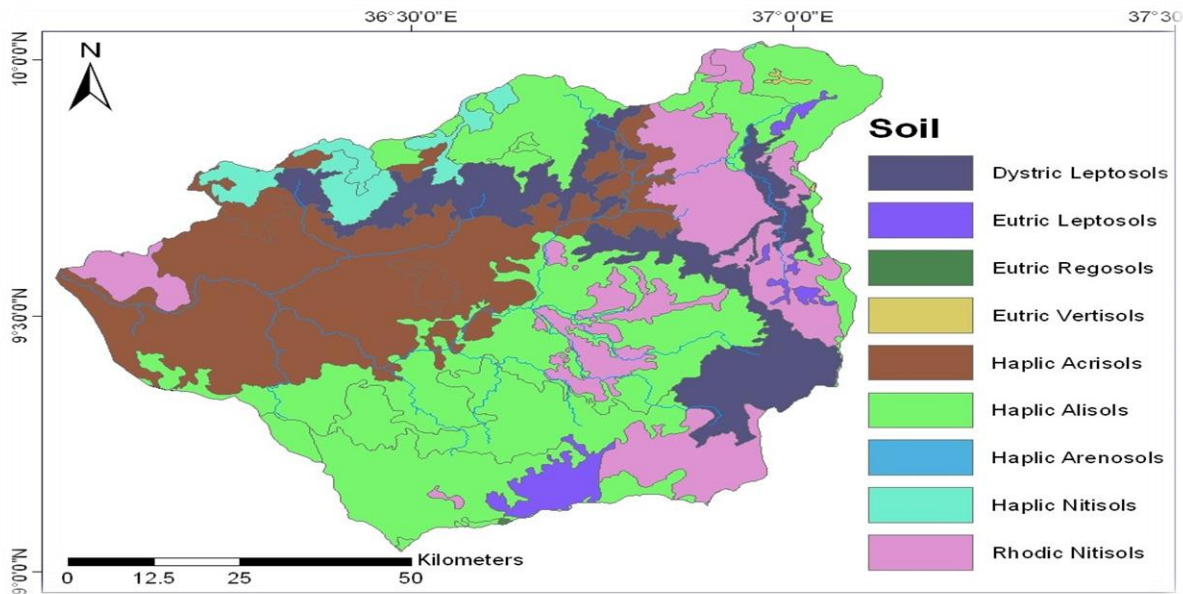 36°30'0"E
37°0'0"E
37°30
N
10°0'0"N
9°30'0"N
9°0'0"N
Soil
Dystric Leptosols
Eutric Leptosols
Eutric Regosols
Eutric Vertisols
Haplic Acrisols
Haplic Alisols
Haplic Arenosols
Haplic Nitisols
Rhodic Nitisols
Kilometers
0 12.5 25 50